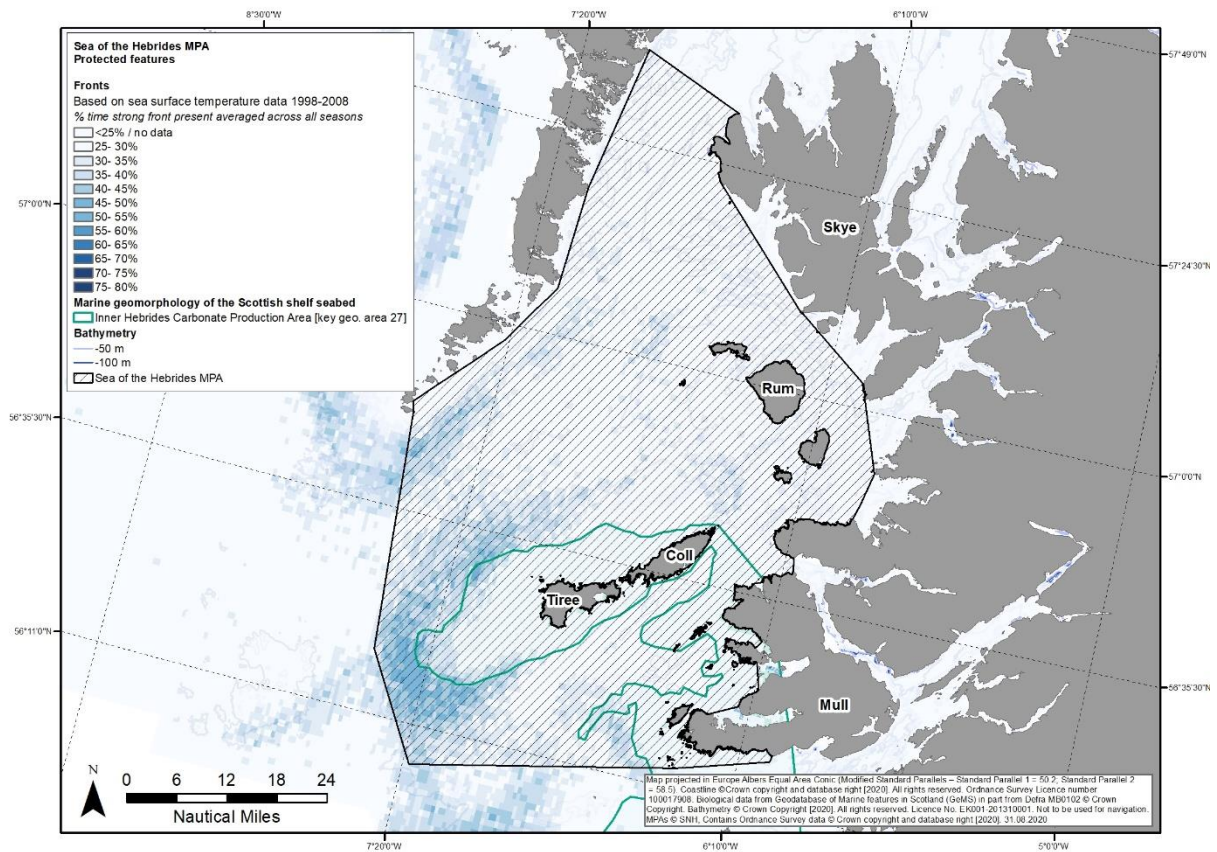 8°30'0"W
7°20'0"W
6°10'0"W
57°49'0"N
57°24'30"N
57°0'0"N
56°35'30"N
57°0'0"N
56°35'30"N
56°11'0"N
7°20'0"W
6°10'0"W
5°0'0"W
Sea of the Hebrides MPA
Protected features
Fronts
Based on sea surface temperature data 1998-2008
% time strong front present averaged across all seasons
<25% / no data
25- 30%
30- 35%
35- 40%
40- 45%
45- 50%
50- 55%
55- 60%
60- 65%
65- 70%
70- 75%
75- 80%
Marine geomorphology of the Scottish shelf seabed
Inner Hebrides Carbonate Production Area [key geo. area 27]
Bathymetry
-50 m
-100 m
Sea of the Hebrides MPA
Skye
Rum
Coll
Tiree
Mull
N
0 6 12 18 24
Nautical Miles
Map projected in Europe Albers Equal Area Conic (Modified Standard Parallels – Standard Parallel 1 = 50.2; Standard Parallel 2
= 58.5). Coastline ©Crown copyright and database right [2020]. All rights reserved. Ordnance Survey Licence number
100017908. Biological data from Geodatabase of Marine features in Scotland (GeMS) in part from Defra MB0102 © Crown
Copyright. Bathymetry © Crown Copyright [2020]. All rights reserved. Licence No. EK001-201310001. Not to be used for navigation.
MPAs © SNH, Contains Ordnance Survey data © Crown copyright and database right [2020]. 31.08.2020